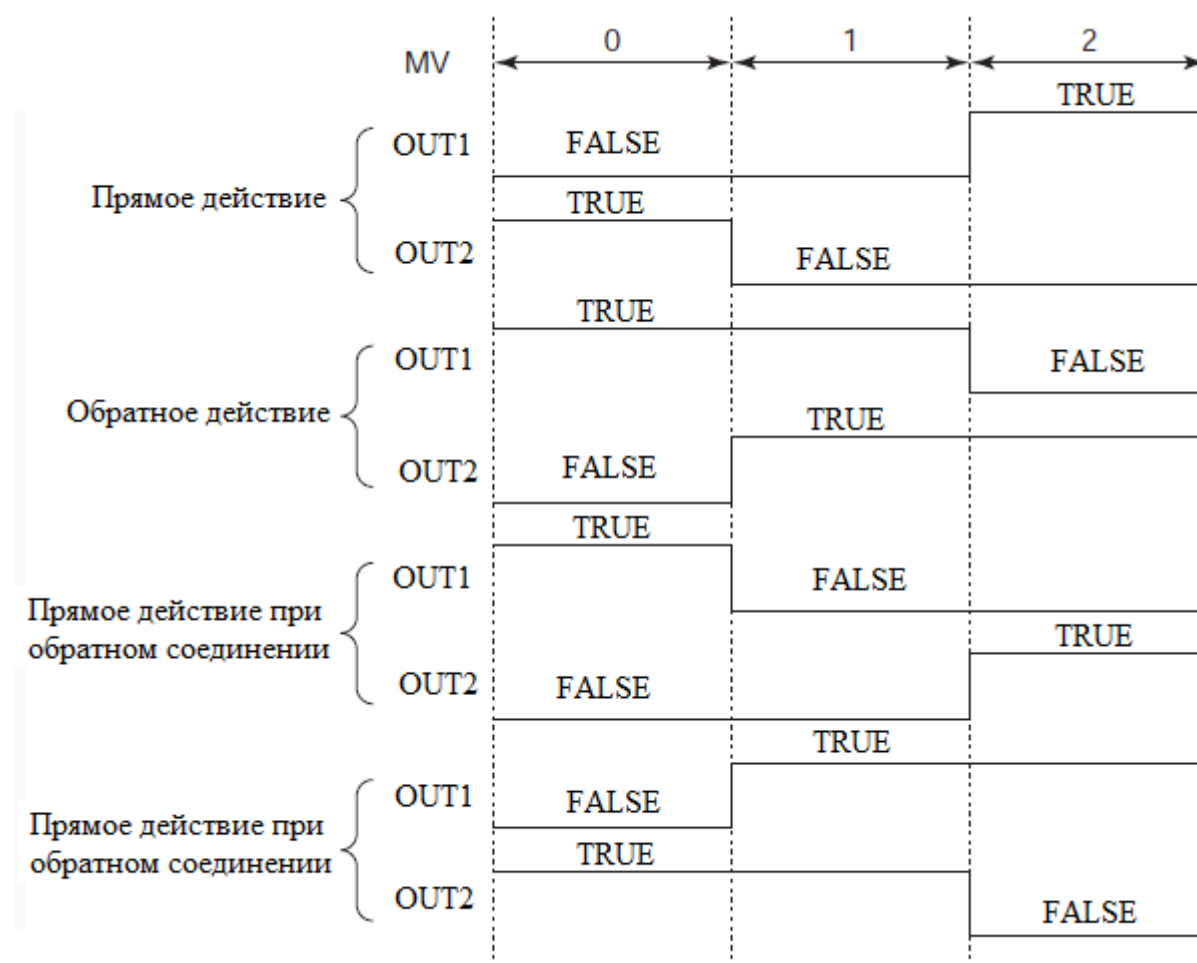 MV 0 1 2
TRUE
OUT1 FALSE
Прямое действие
TRUE
OUT2 FALSE
TRUE
OUT1 FALSE
Обратное действие
TRUE
OUT2 FALSE
TRUE
OUT1 FALSE
Прямое действие при
обратном соединении
TRUE
OUT2 FALSE
TRUE
OUT1 FALSE
Прямое действие при
обратном соединении
TRUE
OUT2 FALSE